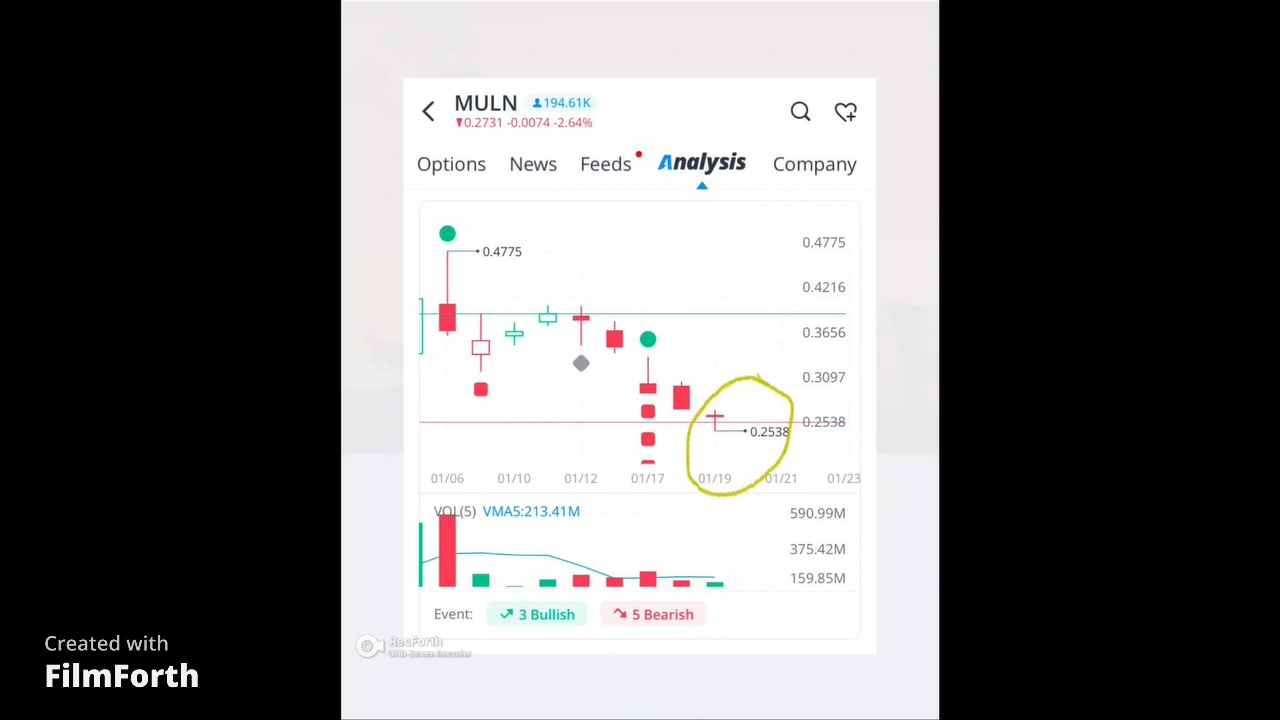 MULN 194.61K
0.2731 -0.0074 -2.64%
Options News Feeds Analysis Company
0.4775
0.4775
0.4216
0.3656
0.3097
0.2538
0.2538
01/06 01/10 01/12 01/17 01/19 01/21 01/23
VOL(5) VMA5:213.41M
590.99M
375.42M
159.85M
Event: 3 Bullish 5 Bearish
RecForth
Created with
FilmForth